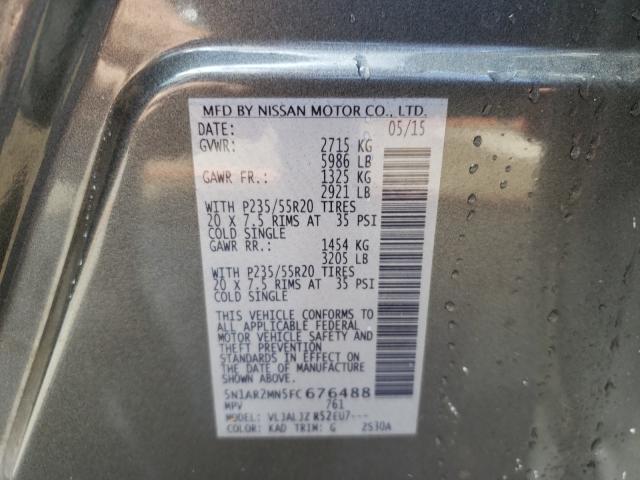 MFD BY NISSAN MOTOR CO., LTD.
DATE: 05/15
GVWR: 2715 KG
5986 LB
GAWR FR: 1325 KG
2921 LB
WITH P235/55R20 TIRES
20 X 7.5 RIMS AT 35 PSI
COLD SINGLE
GAWR RR: 1454 KG
3205 LB
WITH P235/55R20 TIRES
20 X 7.5 RIMS AT 35 PSI
COLD SINGLE
THIS VEHICLE CONFORMS TO
ALL APPLICABLE FEDERAL
MOTOR VEHICLE SAFETY AND
THEFT PREVENTION
STANDARDS IN EFFECT ON
THE DATE OF MANUFACTURE
SHOWN ABOVE.
5N1AR2MN5FC676488
MPV 761
MODEL: VLJALJZ R52EU7---
COLOR: KAD TRIM: G 2530A